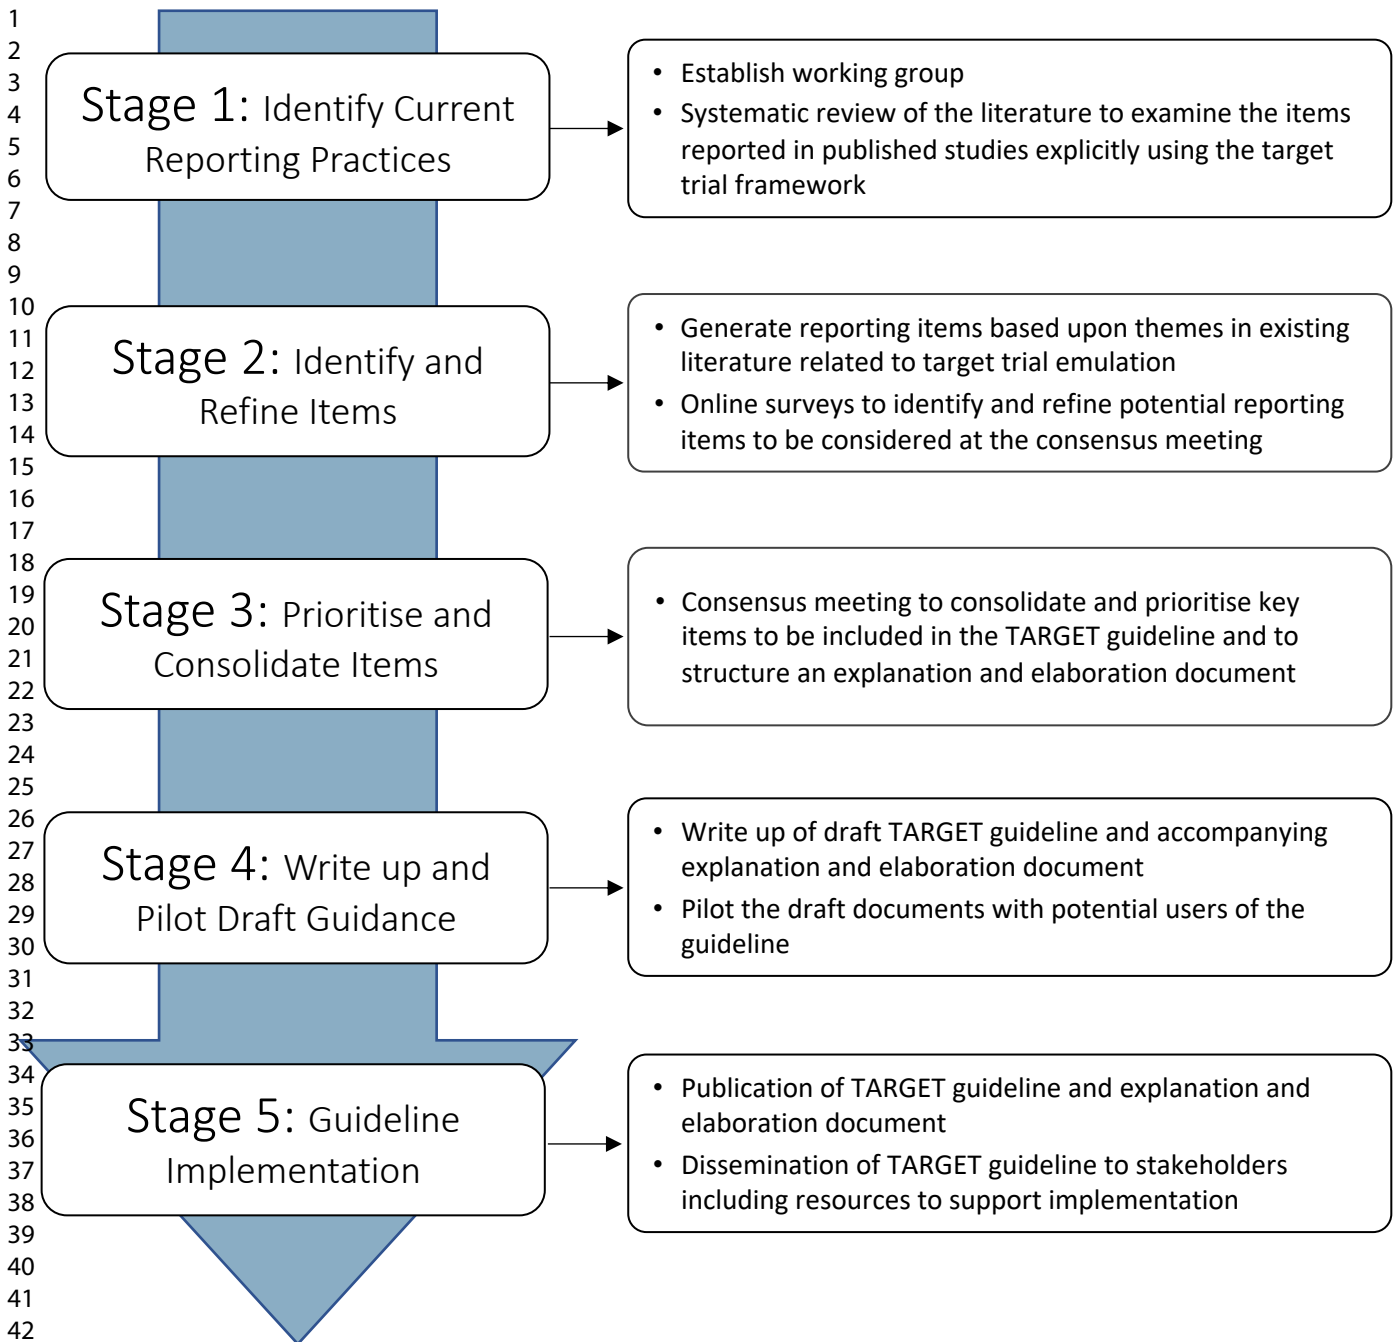 1
2
3
4
5
6
7
8
9
10
11
12
13
14
15
16
17
18
19
20
21
22
23
24
25
26
27
28
29
30
31
32
33
34
35
36
37
38
39
40
41
42
Stage 1: Identify Current
Reporting Practices
• Establish working group
• Systematic review of the literature to examine the items
reported in published studies explicitly using the target
trial framework
Stage 2: Identify and
Refine Items
• Generate reporting items based upon themes in existing
literature related to target trial emulation
• Online surveys to identify and refine potential reporting
items to be considered at the consensus meeting
Stage 3: Prioritise and
Consolidate Items
• Consensus meeting to consolidate and prioritise key
items to be included in the TARGET guideline and to
structure an explanation and elaboration document
Stage 4: Write up and
Pilot Draft Guidance
• Write up of draft TARGET guideline and accompanying
explanation and elaboration document
• Pilot the draft documents with potential users of the
guideline
Stage 5: Guideline
Implementation
• Publication of TARGET guideline and explanation and
elaboration document
• Dissemination of TARGET guideline to stakeholders
including resources to support implementation